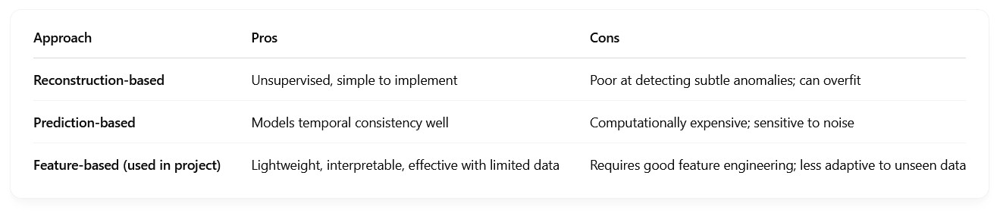 Approach Pros Cons
Reconstruction-based Unsupervised, simple to implement Poor at detecting subtle anomalies; can overfit
Prediction-based Models temporal consistency well Computationally expensive; sensitive to noise
Feature-based (used in project) Lightweight, interpretable, effective with limited data Requires good feature engineering; less adaptive to unseen data